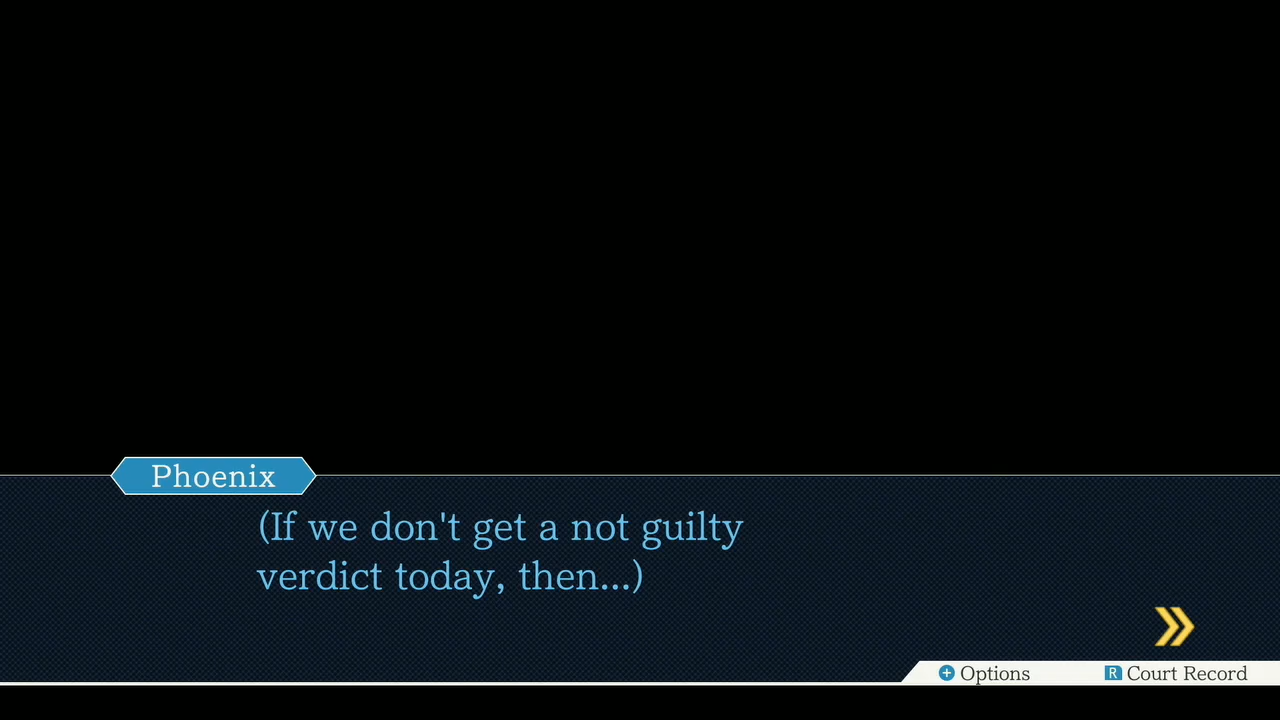 Phoenix
(If we don't get a not guilty
verdict today, then...)
+ Options
R Court Record